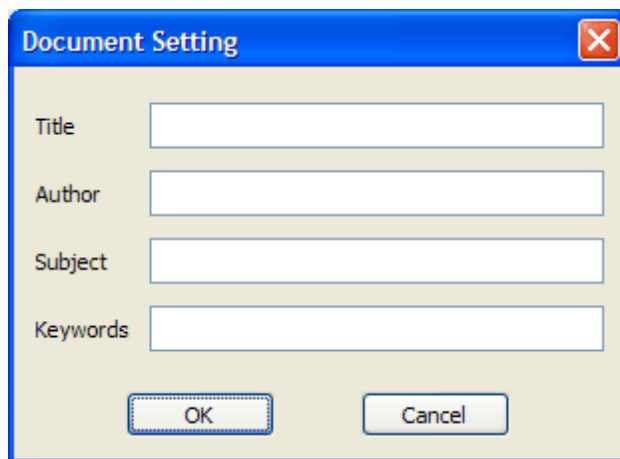 Document Setting
Title
Author
Subject
Keywords
OK Cancel